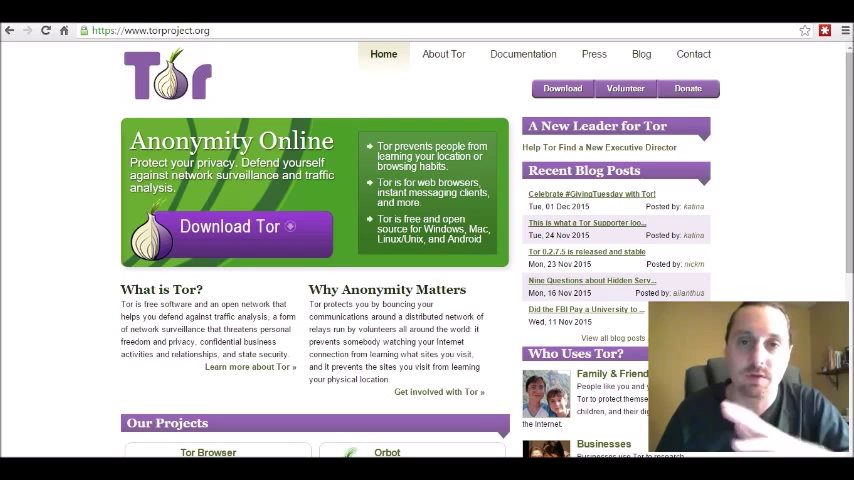 https://www.torproject.org
Home
About Tor
Documentation
Press
Blog
Contact
Tor
Download
Volunteer
Donate
Anonymity Online
Protect your privacy. Defend yourself
against network surveillance and traffic
analysis.
Download Tor
Tor prevents people from
learning your location or
browsing habits.
Tor is for web browsers,
instant messaging clients,
and more.
Tor is free and open
source for Windows, Mac,
Linux/Unix, and Android
What is Tor?
Tor is free software and an open network that
helps you defend against traffic analysis, a
form of network surveillance that threatens personal
freedom and privacy, confidential business
activities and relationships, and state security.
Learn more about Tor »
Why Anonymity Matters
Tor protects you by bouncing your
communications around a distributed network of
relays run by volunteers all around the world: it
prevents somebody watching your Internet
connection from learning what sites you visit,
and it prevents the sites you visit from learning
your physical location.
Get involved with Tor »
Our Projects
Tor Browser
Orbot
A New Leader for Tor
Help Tor Find a New Executive Director
Recent Blog Posts
Celebrate #GivingTuesday with Tor!
Tue, 01 Dec 2015 Posted by: katina
This is what a Tor Supporter loo...
Tue, 24 Nov 2015 Posted by: katina
Tor 0.2.7.5 is released and stable
Mon, 23 Nov 2015 Posted by: nickm
Nine Questions about Hidden Serv...
Mon, 16 Nov 2015 Posted by: ailanthus
Did the FBI Pay a University to ...
Wed, 11 Nov 2015
View all blog posts
Who Uses Tor?
Family & Friend
People like you and y
Tor to protect themse
children, and their dig
the Internet.
Businesses
Businesses use Tor to research